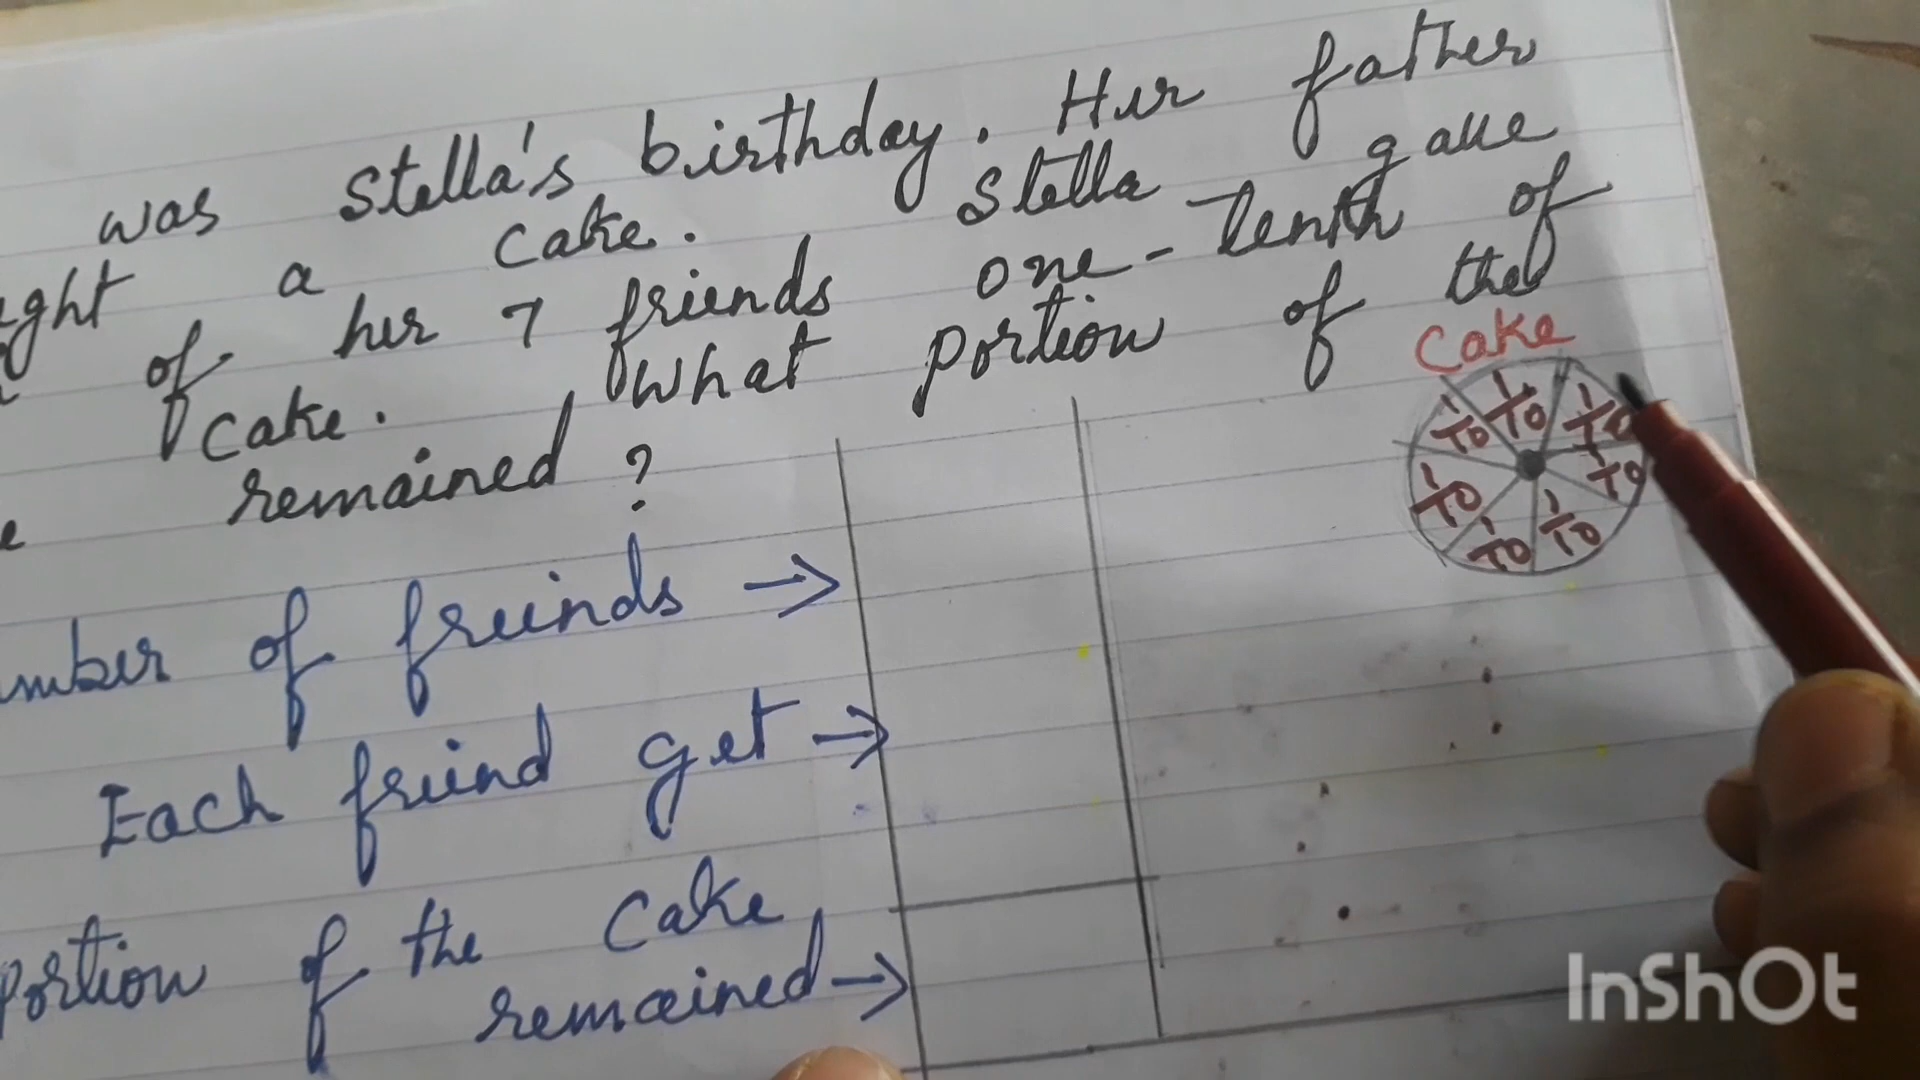 was Stella's birthday. Her father
ght a cake. Stella gave
of her 7 friends one-tenth of
cake. What portion of the
remained ?
Cake
1/10 1/10 1/10 1/10 1/10 1/10 1/10
mber of friends →
Each friend get →
portion of the cake
remained →
InShOt